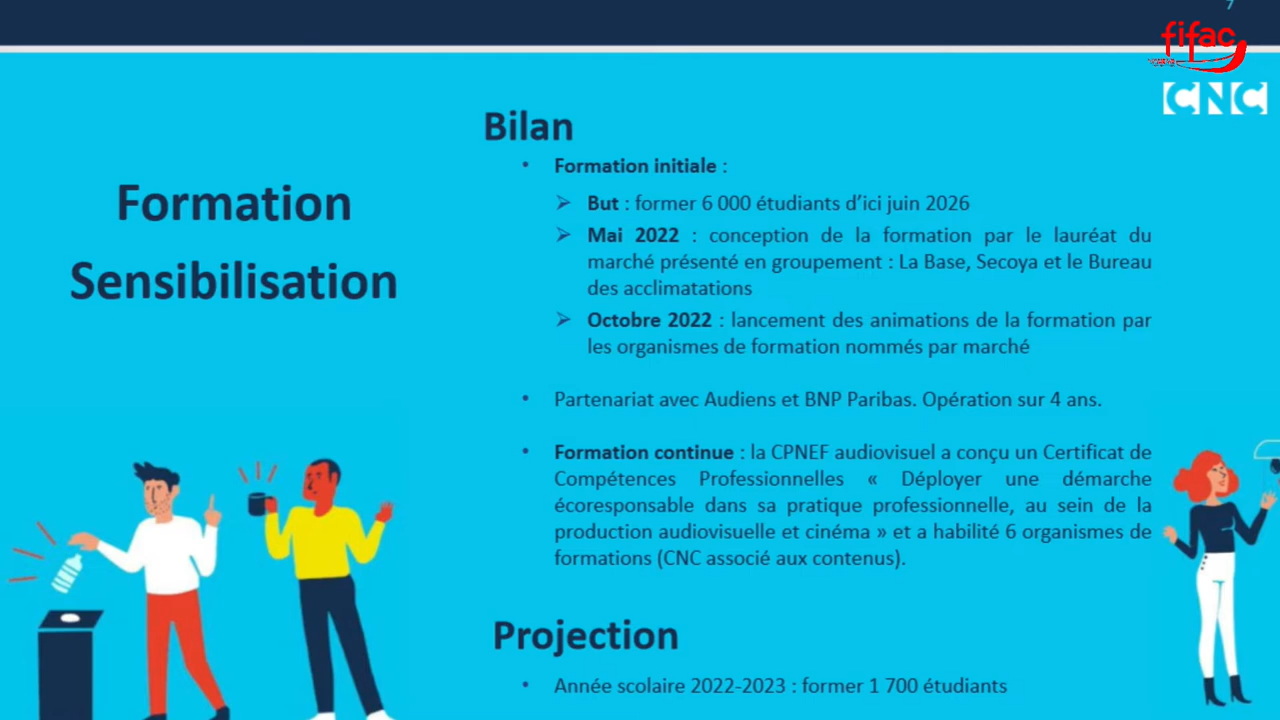 7
fifac
CNC
Formation
Sensibilisation
Bilan
• Formation initiale :
➢ But : former 6 000 étudiants d’ici juin 2026
➢ Mai 2022 : conception de la formation par le lauréat du
marché présenté en groupement : La Base, Secoya et le Bureau
des acclimatations
➢ Octobre 2022 : lancement des animations de la formation par
les organismes de formation nommés par marché
• Partenariat avec Audiens et BNP Paribas. Opération sur 4 ans.
• Formation continue : la CPNEF audiovisuel a conçu un Certificat de
Compétences Professionnelles « Déployer une démarche
écoresponsable dans sa pratique professionnelle, au sein de la
production audiovisuelle et cinéma » et a habilité 6 organismes de
formations (CNC associé aux contenus).
Projection
• Année scolaire 2022-2023 : former 1 700 étudiants